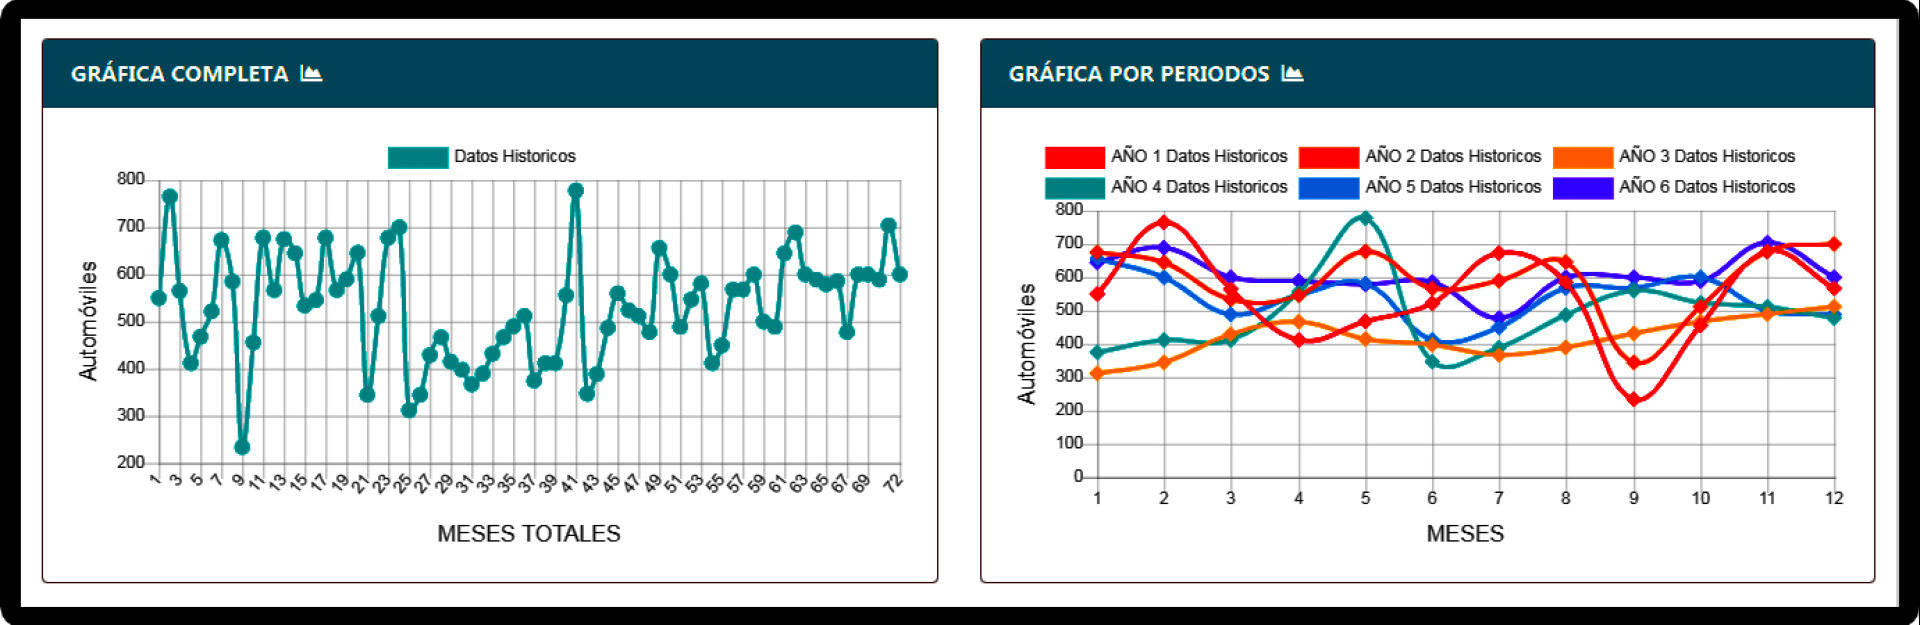 GRÁFICA COMPLETA
Datos Historicos
800
700
600
500
400
300
200
Automóviles
1 3 5 7 9 11 13 15 17 19 21 23 25 27 29 31 33 35 37 39 41 43 45 47 49 51 53 55 57 59 61 63 65 67 69 72
MESES TOTALES
GRÁFICA POR PERIODOS
AÑO 1 Datos Historicos AÑO 2 Datos Historicos AÑO 3 Datos Historicos
AÑO 4 Datos Historicos AÑO 5 Datos Historicos AÑO 6 Datos Historicos
800
700
600
500
400
300
200
100
0
Automóviles
1 2 3 4 5 6 7 8 9 10 11 12
MESES